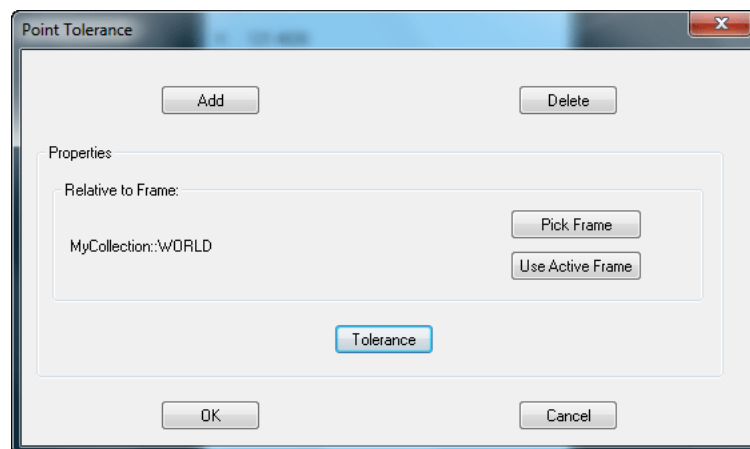 Point Tolerance
Add
Delete
Properties
Relative to Frame:
Pick Frame
MyCollection::WORLD
Use Active Frame
Tolerance
OK
Cancel